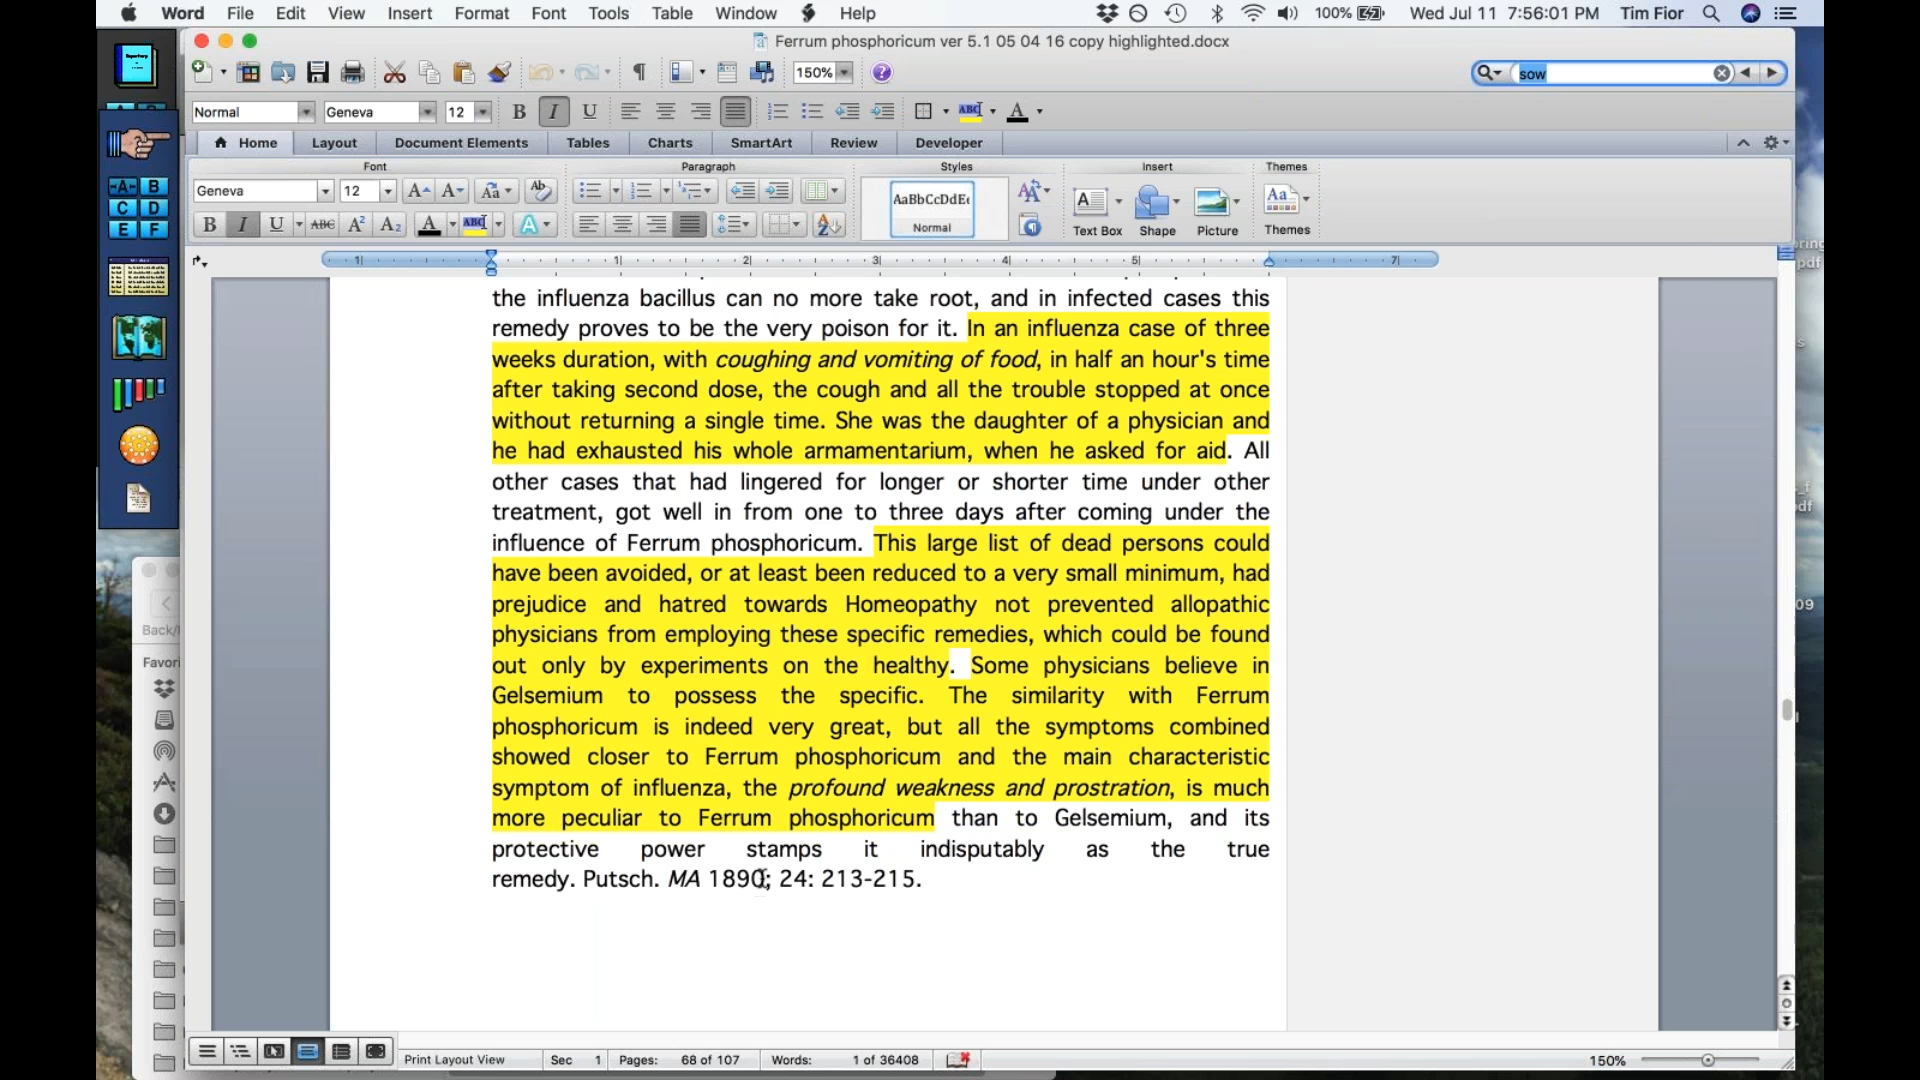 Word File Edit View Insert Format Font Tools Table Window Help
100% Wed Jul 11 7:56:01 PM Tim Fior
Ferrum phosphoricum ver 5.1 05 04 16 copy highlighted.docx
150%
sow
Normal Geneva 12 B I U ABC A
Home Layout Document Elements Tables Charts SmartArt Review Developer
Font Paragraph Styles Insert Themes
Geneva 12
AaBbCcDdEe
Normal
Text Box Shape Picture Themes
the influenza bacillus can no more take root, and in infected cases this
remedy proves to be the very poison for it. In an influenza case of three
weeks duration, with coughing and vomiting of food, in half an hour's time
after taking second dose, the cough and all the trouble stopped at once
without returning a single time. She was the daughter of a physician and
he had exhausted his whole armamentarium, when he asked for aid. All
other cases that had lingered for longer or shorter time under other
treatment, got well in from one to three days after coming under the
influence of Ferrum phosphoricum. This large list of dead persons could
have been avoided, or at least been reduced to a very small minimum, had
prejudice and hatred towards Homeopathy not prevented allopathic
physicians from employing these specific remedies, which could be found
out only by experiments on the healthy. Some physicians believe in
Gelsemium to possess the specific. The similarity with Ferrum
phosphoricum is indeed very great, but all the symptoms combined
showed closer to Ferrum phosphoricum and the main characteristic
symptom of influenza, the profound weakness and prostration, is much
more peculiar to Ferrum phosphoricum than to Gelsemium, and its
protective power stamps it indisputably as the true
remedy. Putsch. MA 1890; 24: 213-215.
Print Layout View Sec 1 Pages: 68 of 107 Words: 1 of 36408 150%